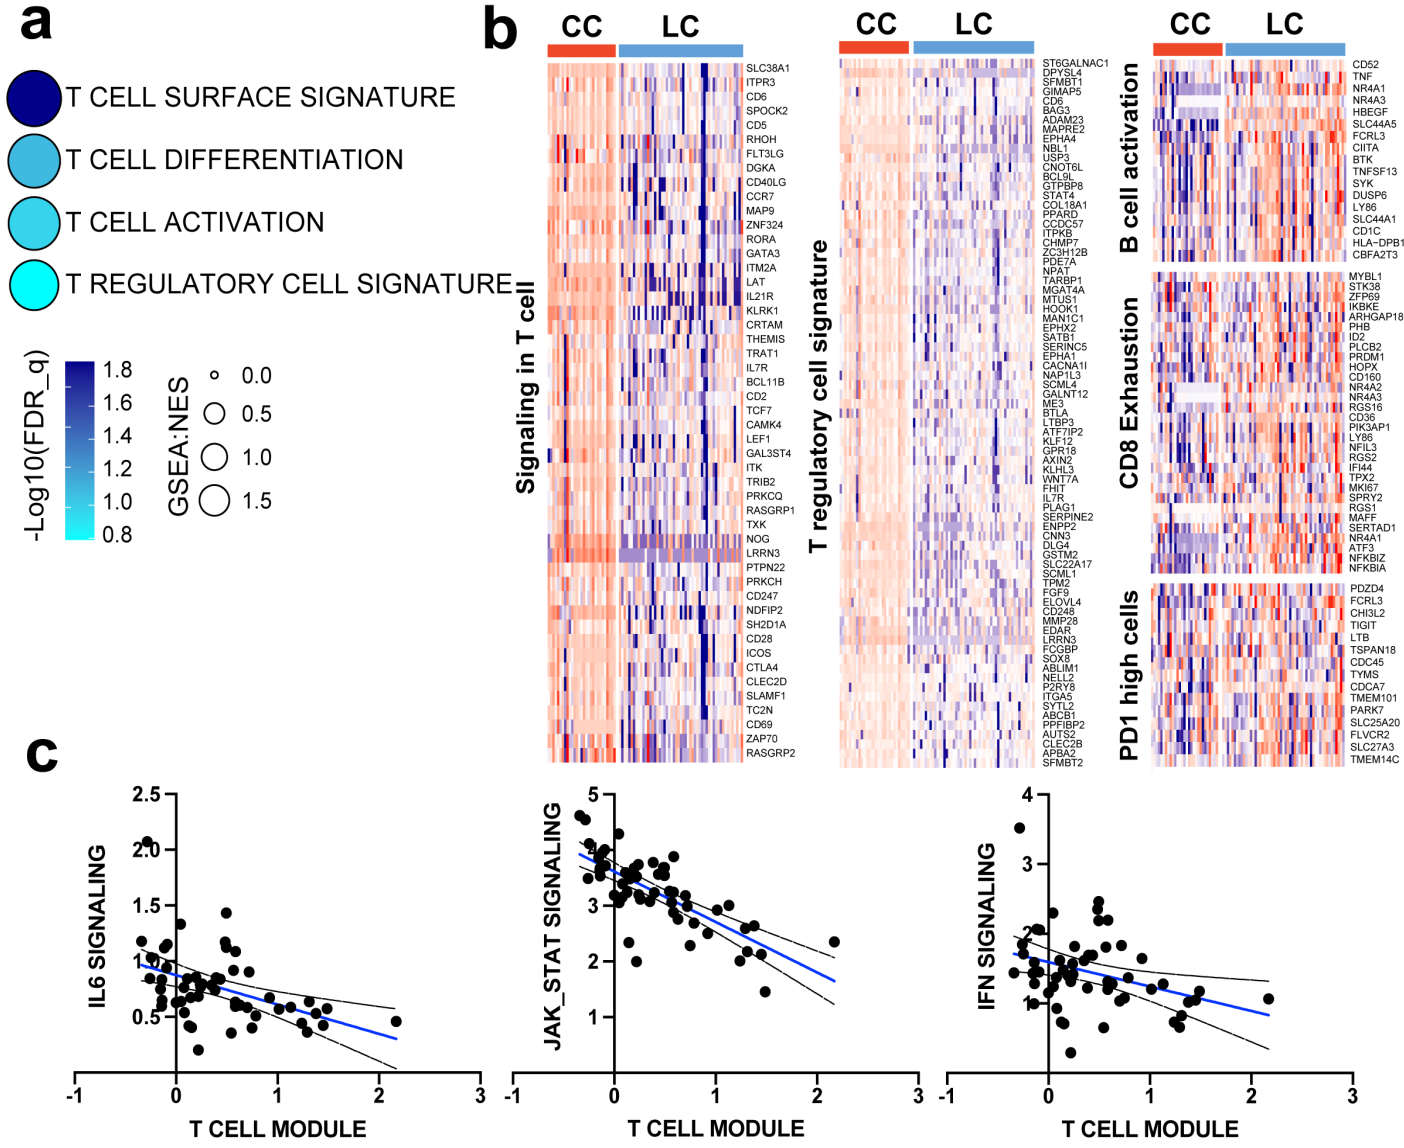 a
T CELL SURFACE SIGNATURE
T CELL DIFFERENTIATION
T CELL ACTIVATION
T REGULATORY CELL SIGNATURE
-Log10(FDR_q)
1.8
1.6
1.4
1.2
1.0
0.8
GSEA:NES
0.0
0.5
1.0
1.5
b
CC
LC
Signaling in T cell
SLC38A1
ITPR3
CD6
SPOCK2
CD5
RHOH
FLT3LG
DGKA
CD40LG
CCR7
MAP9
ZNF324
RORA
GATA3
ITM2A
LAT
IL21R
KLRK1
CRTAM
THEMIS
TRAT1
IL7R
BCL11B
CD2
TCF7
CAMK4
LEF1
GAL3ST4
ITK
TRIB2
PRKCQ
RASGRP1
TXK
NOG
LRRN3
PTPN22
PRKCH
CD247
NDFIP2
SH2D1A
CD28
ICOS
CTLA4
CLEC2D
SLAMF1
TC2N
CD69
ZAP70
RASGRP2
CC
LC
T regulatory cell signature
ST6GALNAC1
DPYSL4
SFMBT1
GIMAP5
CD6
BAG3
ADAM23
MAPRE2
EPHA4
NBL1
USP3
CNOT6L
BCL9L
GTPBP8
STAT4
COL18A1
PPARD
CCDC57
ITPKB
CHMP7
ZC3H12B
PDE7A
NPAT
TARBP1
MGAT4A
MTUS1
HOOK1
MAN1C1
EPHX2
SATB1
SERINC5
EPHA1
CACNA1I
NAP1L3
SCML4
GALNT12
ME3
BTLA
LTBP3
ATF7IP2
KLF12
GPR18
AXIN2
KLHL3
WNT7A
FHIT
IL7R
PLAG1
SERPINE2
ENPP2
CNN3
DLG4
GSTM2
SLC22A17
SCML1
TPM2
FGF9
ELOVL4
CD248
MMP28
EDAR
LRRN3
FCGBP
SOX8
ABLIM1
NELL2
P2RY8
ITGA5
SYTL2
ABCB1
PPFIBP2
AUTS2
CLEC2B
APBA2
SFMBT2
CC
LC
B cell activation
CD52
TNF
NR4A1
NR4A3
HBEGF
SLC44A5
FCRL3
CIITA
BTK
TNFSF13
SYK
DUSP6
LY86
SLC44A1
CD1C
HLA-DPB1
CBFA2T3
CD8 Exhaustion
MYBL1
STK38
ZFP69
IKBKE
ARHGAP18
PHB
ID2
PLCB2
PRDM1
HOPX
CD160
NR4A2
NR4A3
RGS16
CD36
PIK3AP1
LY86
NFIL3
RGS2
IFI44
TPX2
MKI67
SPRY2
RGS1
MAFF
SERTAD1
NR4A1
ATF3
NFKBIZ
NFKBIA
PD1 high cells
PDZD4
FCRL3
CHI3L2
TIGIT
LTB
TSPAN18
CDC45
TYMS
CDCA7
TMEM101
PARK7
SLC25A20
FLVCR2
SLC27A3
TMEM14C
c
IL6 SIGNALING
2.5
2.0
1.5
1.0
0.5
-1 0 1 2 3
T CELL MODULE
JAK_STAT SIGNALING
5
4
3
2
1
-1 0 1 2 3
T CELL MODULE
IFN SIGNALING
4
3
2
1
-1 0 1 2 3
T CELL MODULE